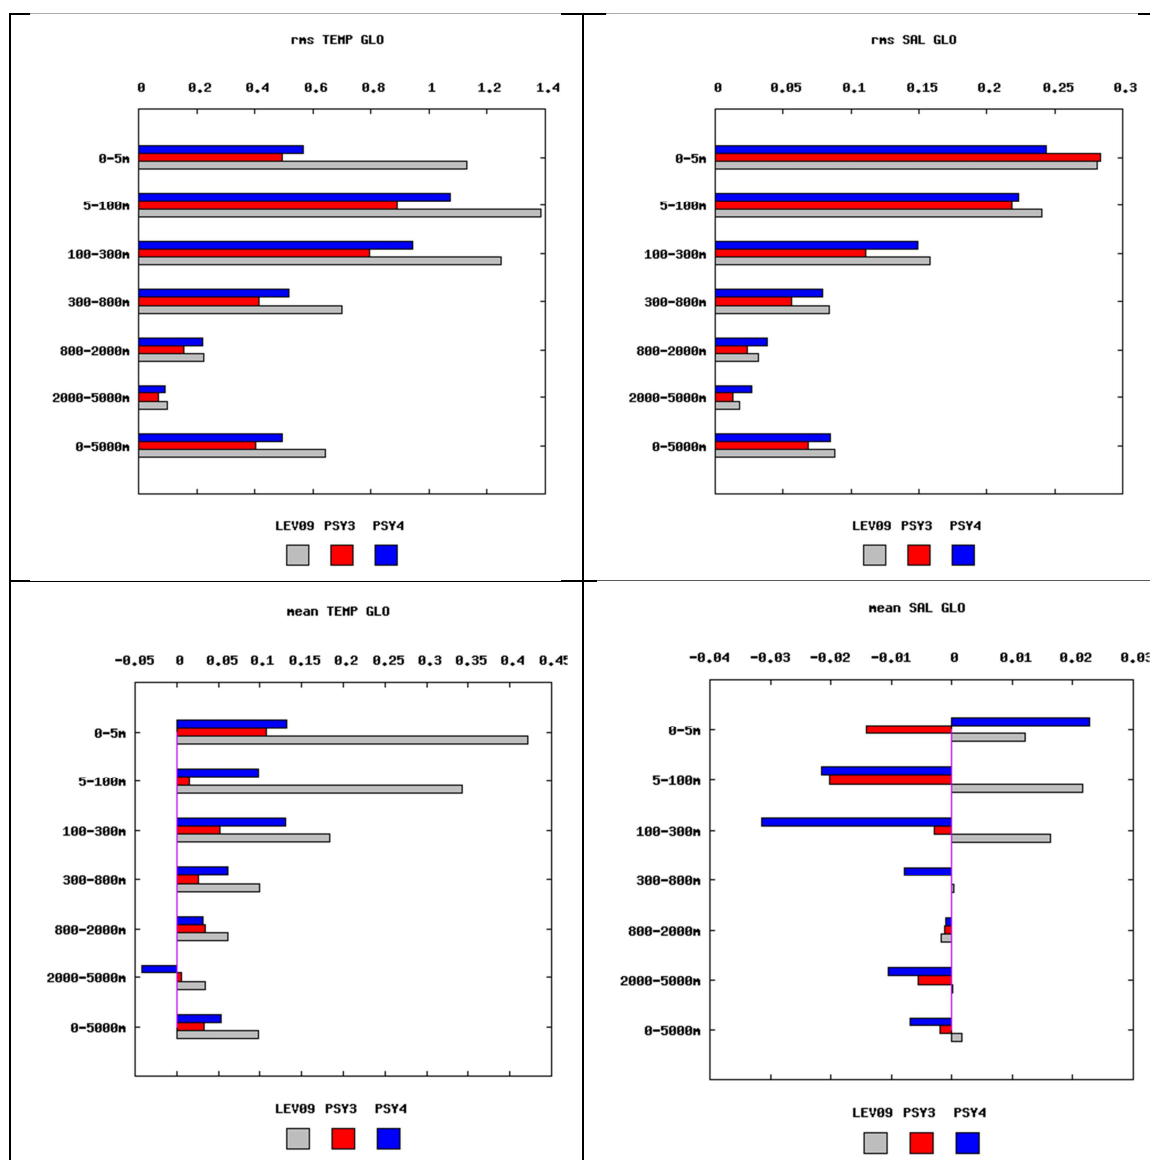 rms TEMP GLO
0 0.2 0.4 0.6 0.8 1 1.2 1.4
0-5m
5-100m
100-300m
300-800m
800-2000m
2000-5000m
0-5000m
LEV09 PSY3 PSY4
rms SAL GLO
0 0.05 0.1 0.15 0.2 0.25 0.3
0-5m
5-100m
100-300m
300-800m
800-2000m
2000-5000m
0-5000m
LEV09 PSY3 PSY4
mean TEMP GLO
-0.05 0 0.05 0.1 0.15 0.2 0.25 0.3 0.35 0.4 0.45
0-5m
5-100m
100-300m
300-800m
800-2000m
2000-5000m
0-5000m
LEV09 PSY3 PSY4
mean SAL GLO
-0.04 -0.03 -0.02 -0.01 0 0.01 0.02 0.03
0-5m
5-100m
100-300m
300-800m
800-2000m
2000-5000m
0-5000m
LEV09 PSY3 PSY4